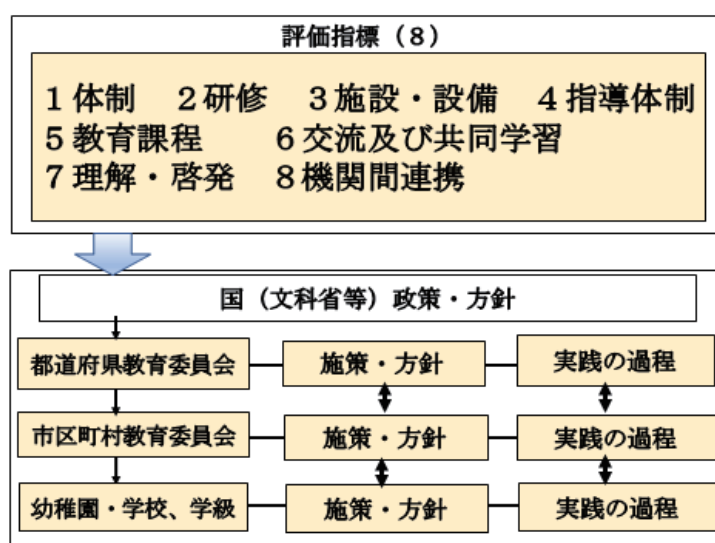 評価指標（８）
１体制　２研修　３施設・設備　４指導体制
５教育課程　６交流及び共同学習
７理解・啓発　８機関間連携
国（文科省等）政策・方針
都道府県教育委員会　施策・方針　実践の過程
市区町村教育委員会　施策・方針　実践の過程
幼稚園・学校、学級　施策・方針　実践の過程